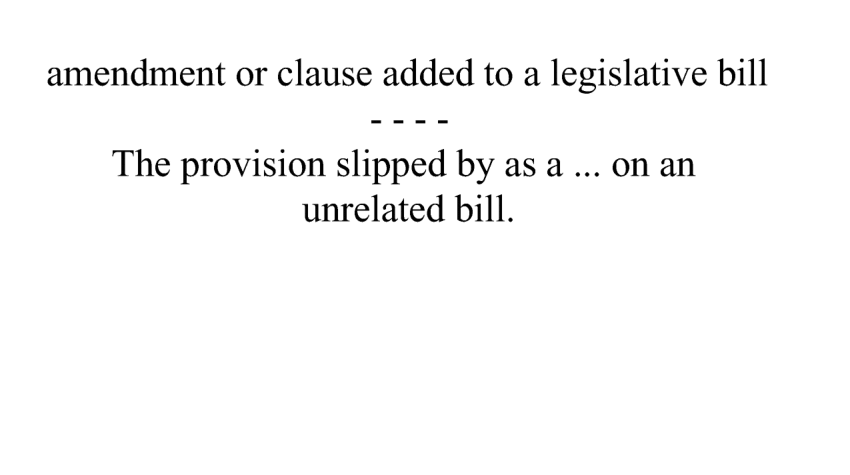 amendment or clause added to a legislative bill
- - - -
The provision slipped by as a ... on an
unrelated bill.